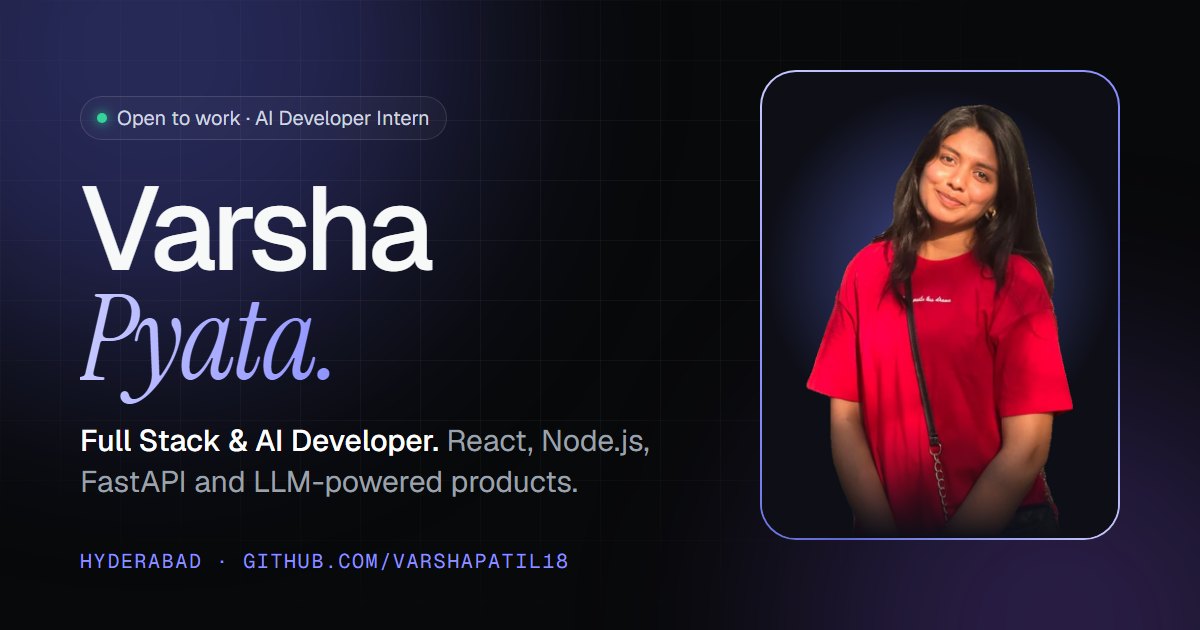 Open to work · AI Developer Intern
Varsha
Pyata.
Full Stack & AI Developer. React, Node.js,
FastAPI and LLM-powered products.
HYDERABAD · GITHUB.COM/VARSHAPATIL18